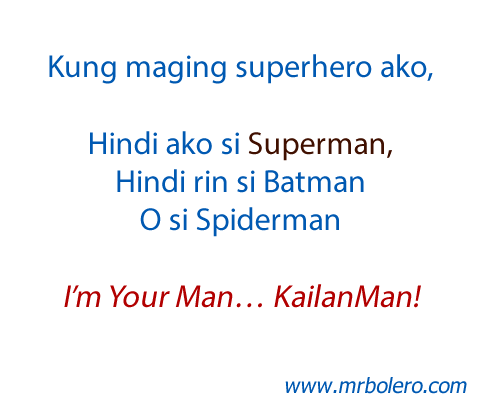 Kung maging superhero ako,
Hindi ako si Superman,
Hindi rin si Batman
O si Spiderman
I'm Your Man... KailanMan!
www.mrbolero.com